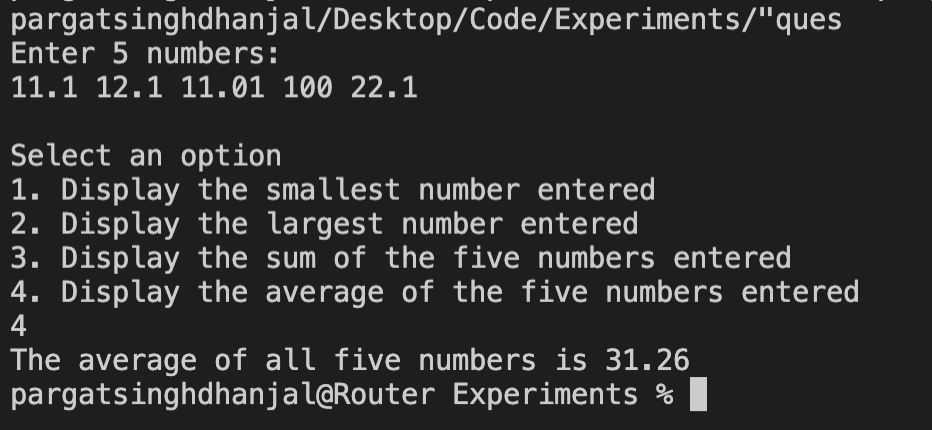 pargatsinghdhanjal/Desktop/Code/Experiments/"ques
Enter 5 numbers:
11.1 12.1 11.01 100 22.1
Select an option
1. Display the smallest number entered
2. Display the largest number entered
3. Display the sum of the five numbers entered
4. Display the average of the five numbers entered
4
The average of all five numbers is 31.26
pargatsinghdhanjal@Router Experiments %